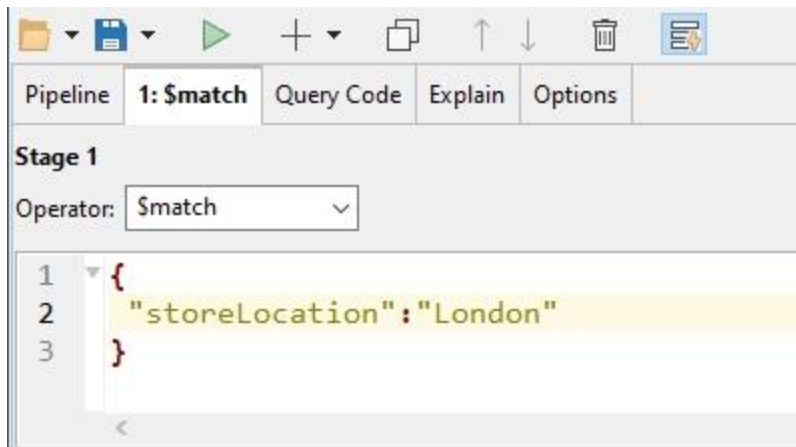 Pipeline 1: $match Query Code Explain Options
Stage 1
Operator: $match
1 {
2 "storeLocation":"London"
3 }